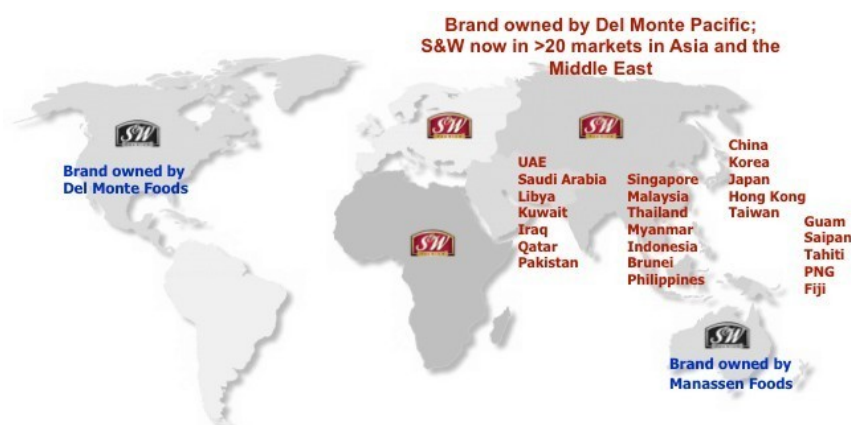 Brand owned by Del Monte Pacific;
S&W now in >20 markets in Asia and the
Middle East
S&W
S&W
S&W
Brand owned by
Del Monte Foods
S&W
UAE
Saudi Arabia
Libya
Kuwait
Iraq
Qatar
Pakistan
Singapore
Malaysia
Thailand
Myanmar
Indonesia
Brunei
Philippines
China
Korea
Japan
Hong Kong
Taiwan
Guam
Saipan
Tahiti
PNG
Fiji
S&W
Brand owned by
Manassen Foods